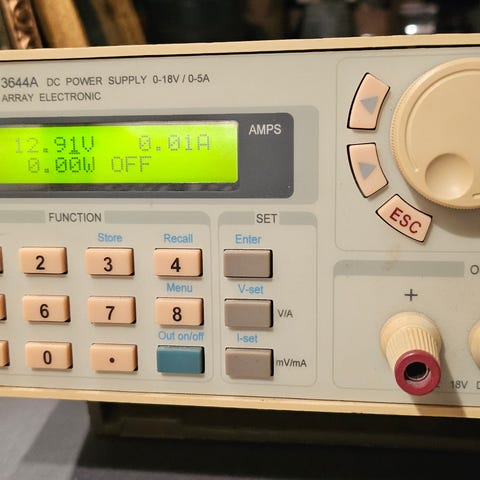 3644A DC POWER SUPPLY 0-18V / 0-5A
ARRAY ELECTRONIC
12.91V 0.01A
0.00W OFF
AMPS
FUNCTION
SET
Store
Recall
Enter
2
3
4
Menu
V-set
6
7
8
V/A
Out on/off
I-set
0
.
mV/mA
ESC
+
18V